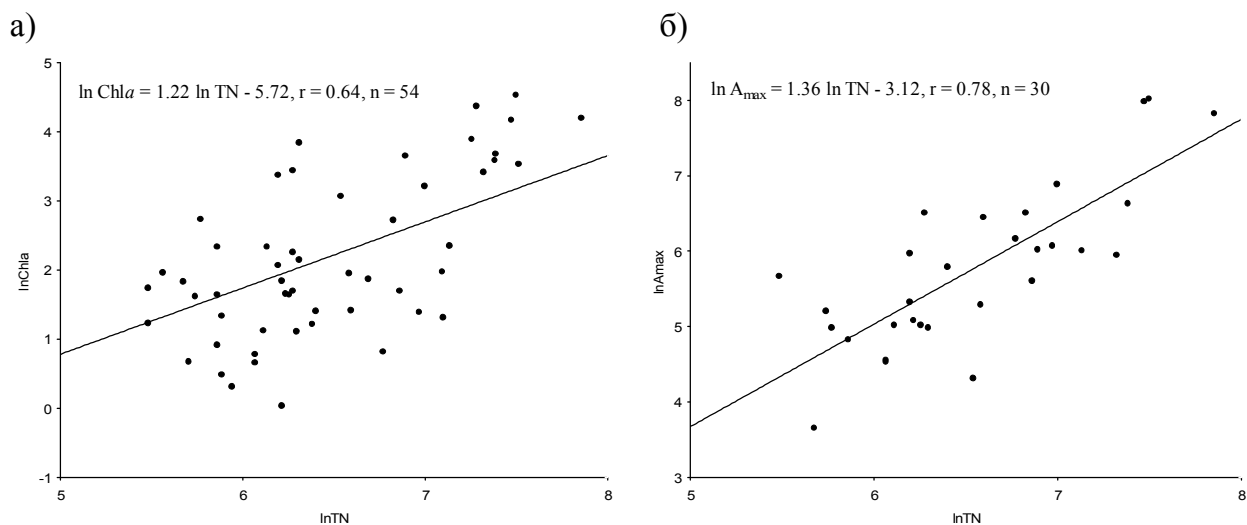 а)
ln Chla = 1.22 ln TN - 5.72, r = 0.64, n = 54
5
4
3
2
1
0
-1
lnChla
5
6
7
8
lnTN
б)
ln Amax = 1.36 ln TN - 3.12, r = 0.78, n = 30
8
7
6
5
4
3
lnAmax
5
6
7
8
lnTN